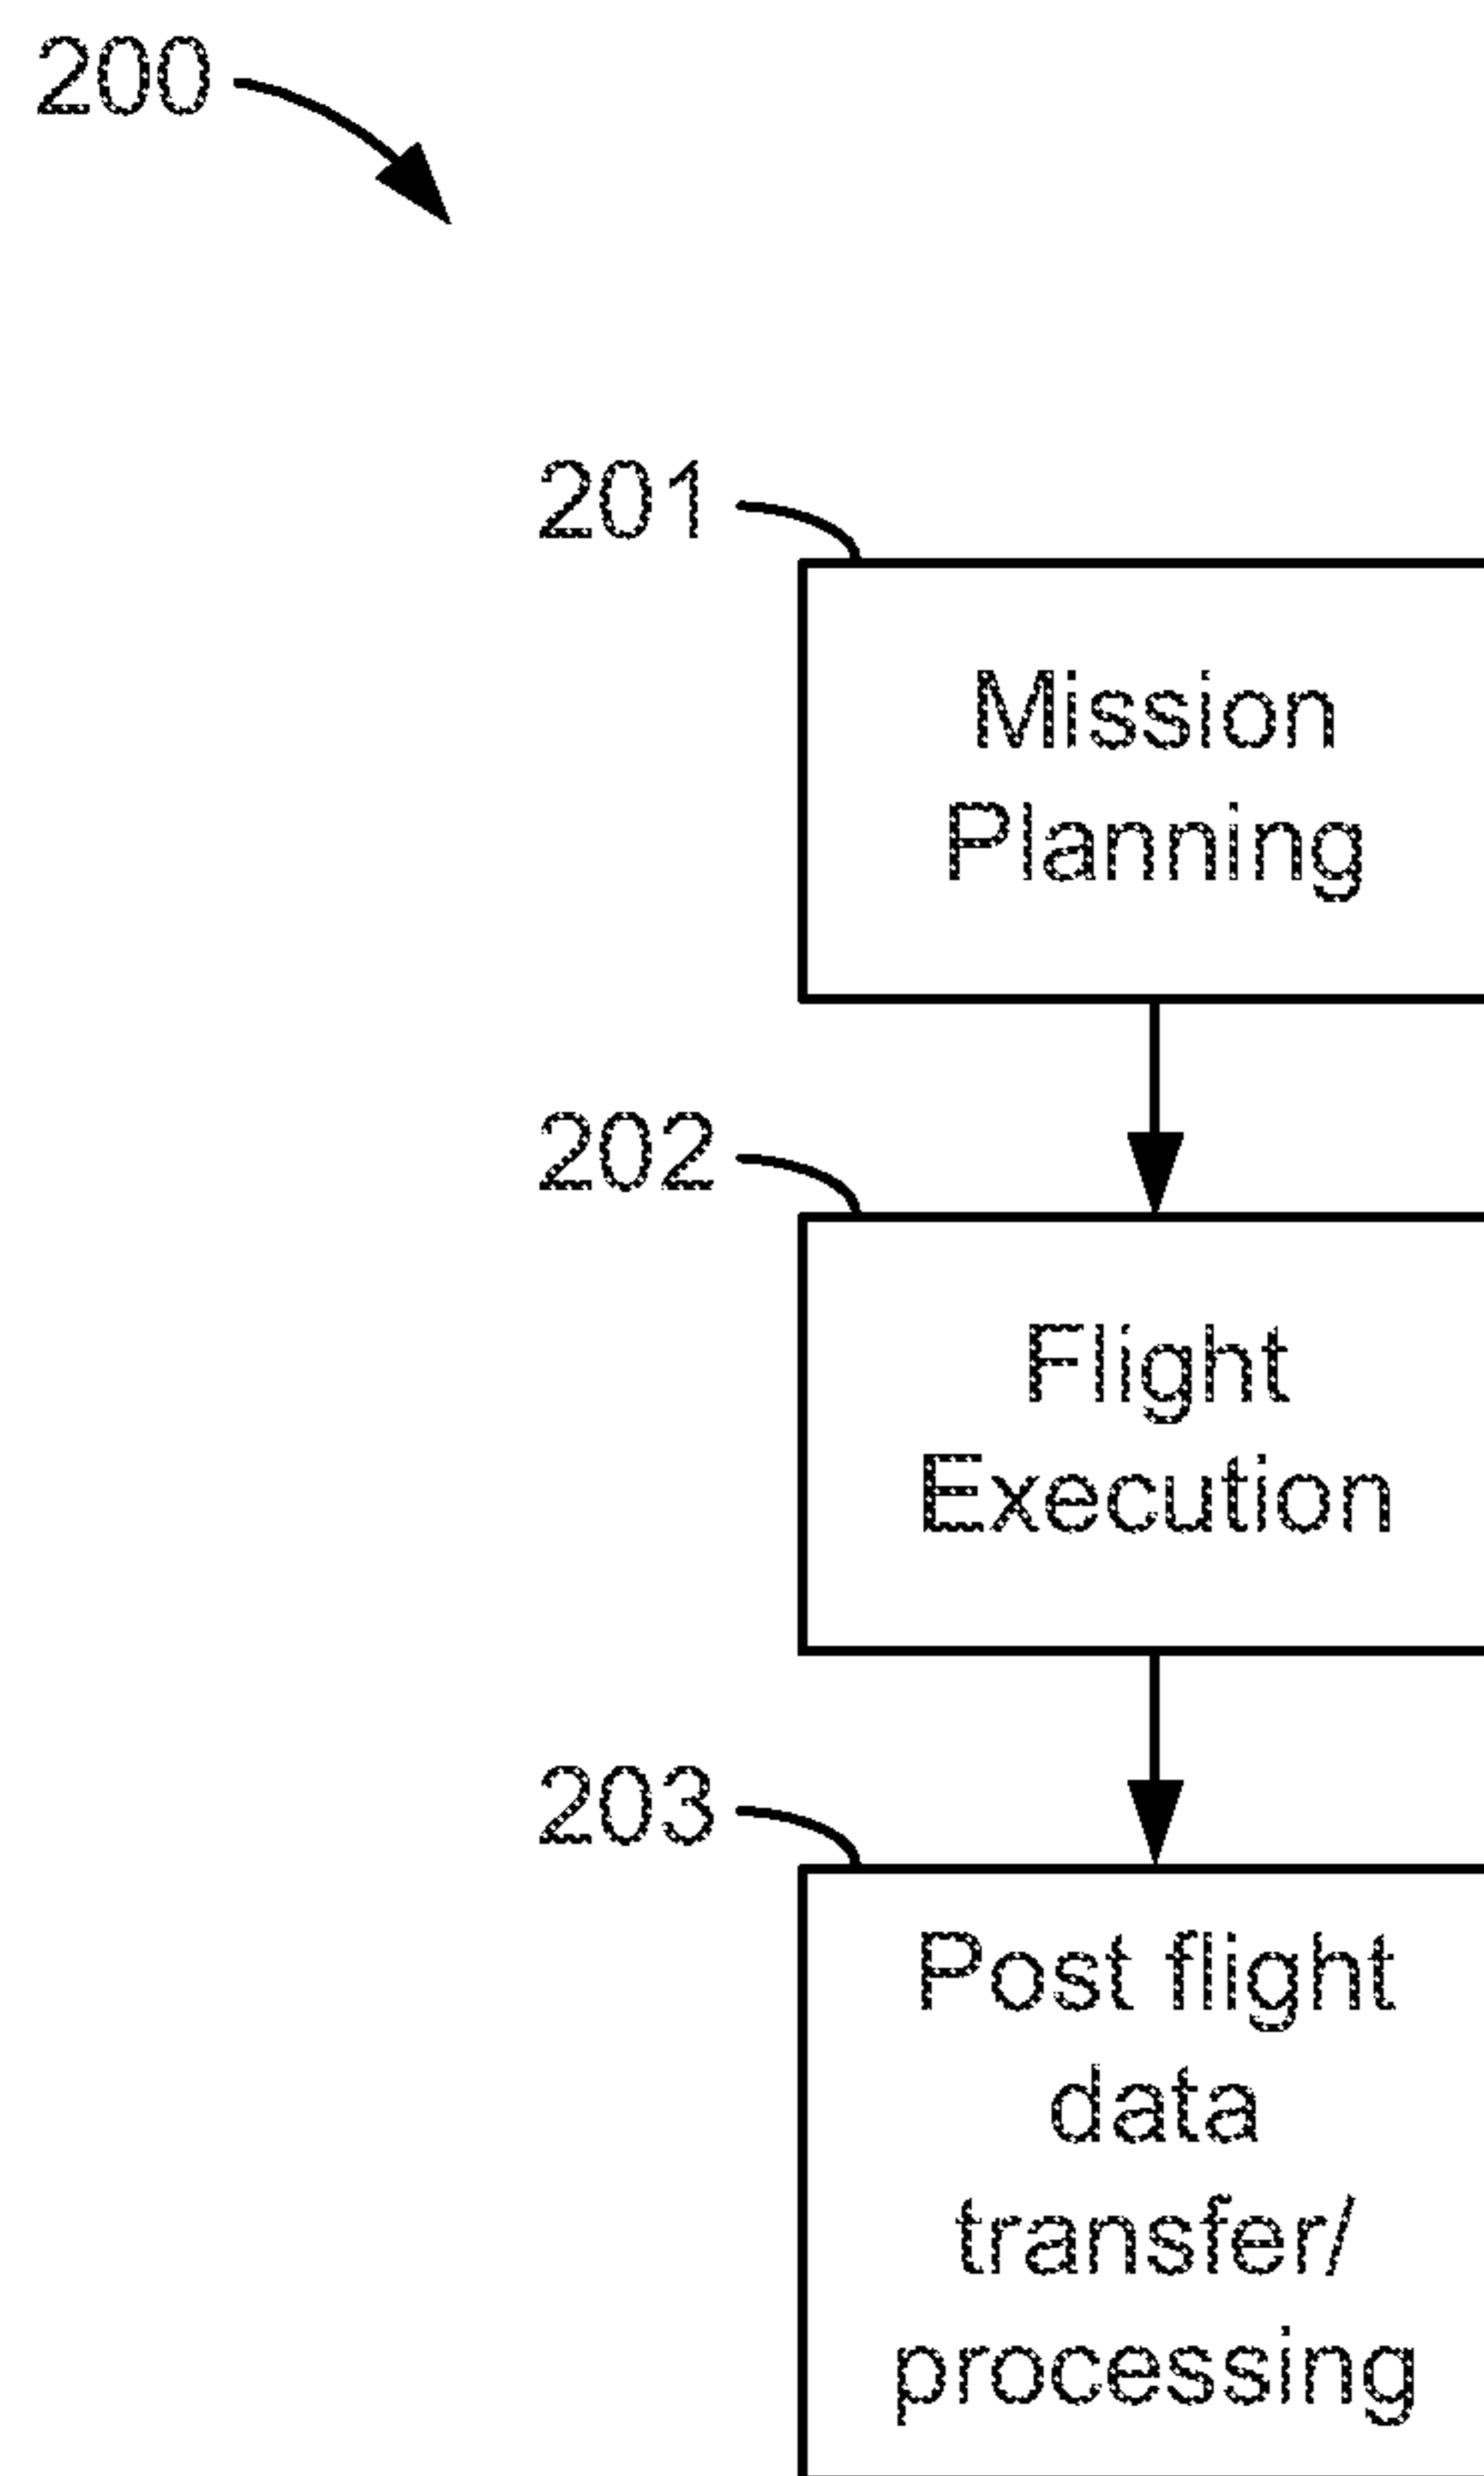 200
201
Mission
Planning
202
Flight
Execution
203
Post flight
data
transfer/
processing